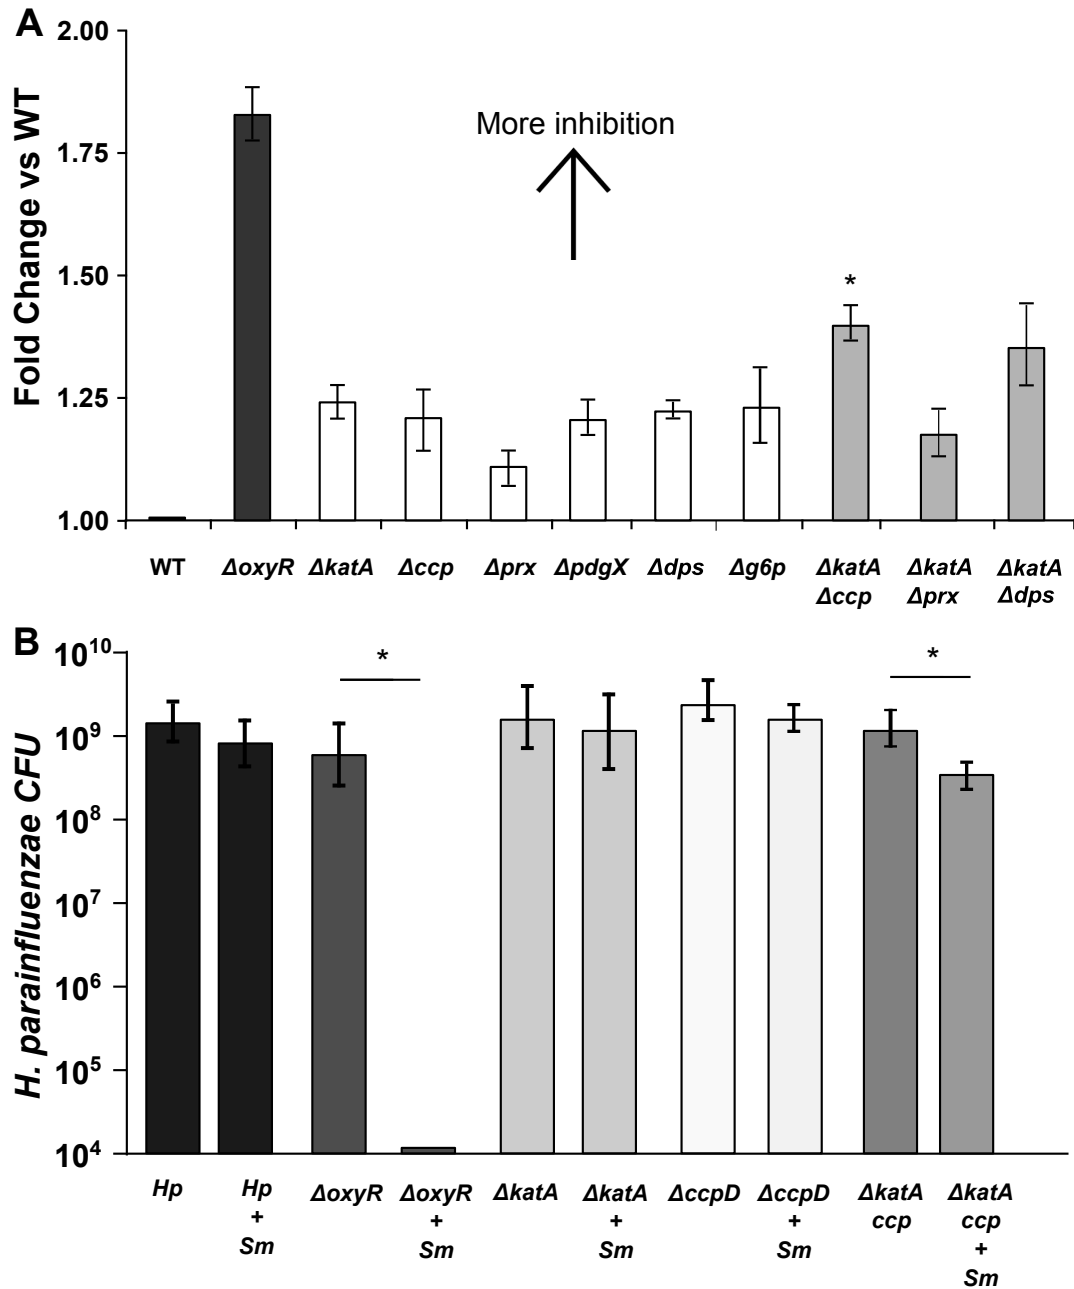 A
2.00
1.75
1.50
1.25
1.00
Fold Change vs WT
More inhibition
*
WT ΔoxyR ΔkatA Δccp Δprx ΔpdgX Δdps Δg6p ΔkatA ΔkatA ΔkatA
Δccp Δprx Δdps
B
10¹⁰
10⁹
10⁸
10⁷
10⁶
10⁵
10⁴
H. parainfluenzae CFU
* *
Hp Hp ΔoxyR ΔoxyR ΔkatA ΔkatA ΔccpD ΔccpD ΔkatA ΔkatA
+ + + + ccp ccp
Sm Sm Sm Sm +
Sm